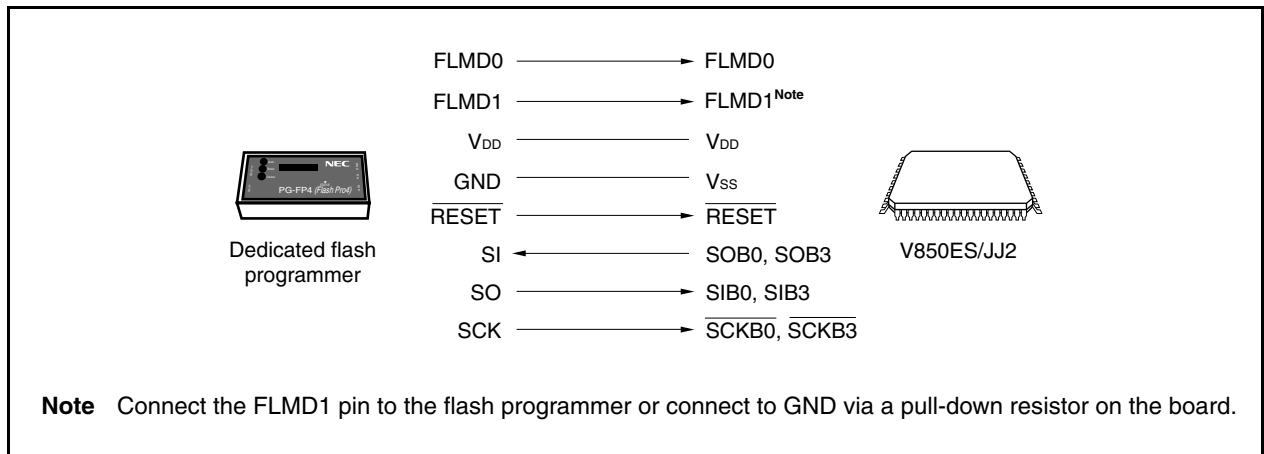 FLMD0 FLMD0
FLMD1 FLMD1Note
VDD VDD
GND VSS
RESET RESET
SI SOB0, SOB3
SO SIB0, SIB3
SCK SCKB0, SCKB3
NEC
PG-FP4 (Flash Pro4)
Dedicated flash
programmer
V850ES/JJ2
Note Connect the FLMD1 pin to the flash programmer or connect to GND via a pull-down resistor on the board.